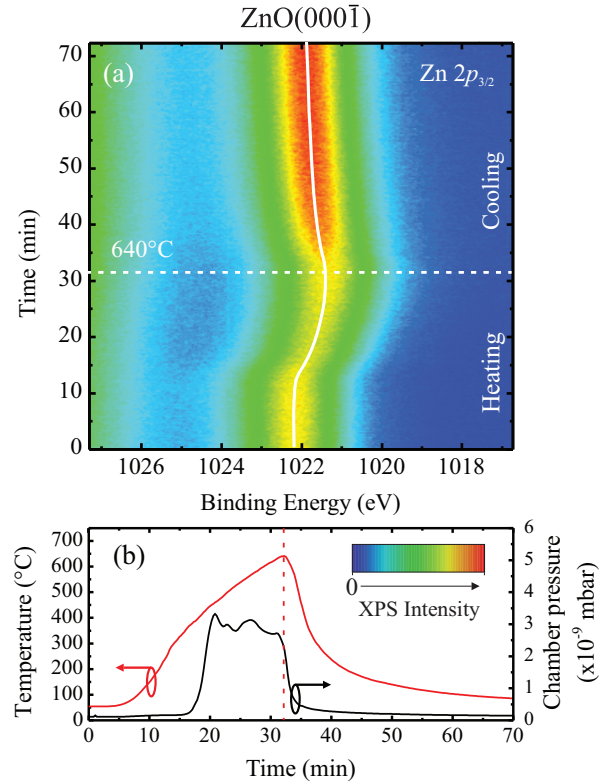 ZnO(0001̄)
(a)
Zn 2p3/2
70
60
50
40
30
20
10
0
Time (min)
640°C
Cooling
Heating
1026 1024 1022 1020 1018
Binding Energy (eV)
(b)
700
600
500
400
300
200
100
0
Temperature (°C)
6
5
4
3
2
1
0
Chamber pressure
(x10⁻⁹ mbar)
0
XPS Intensity
0 10 20 30 40 50 60 70
Time (min)